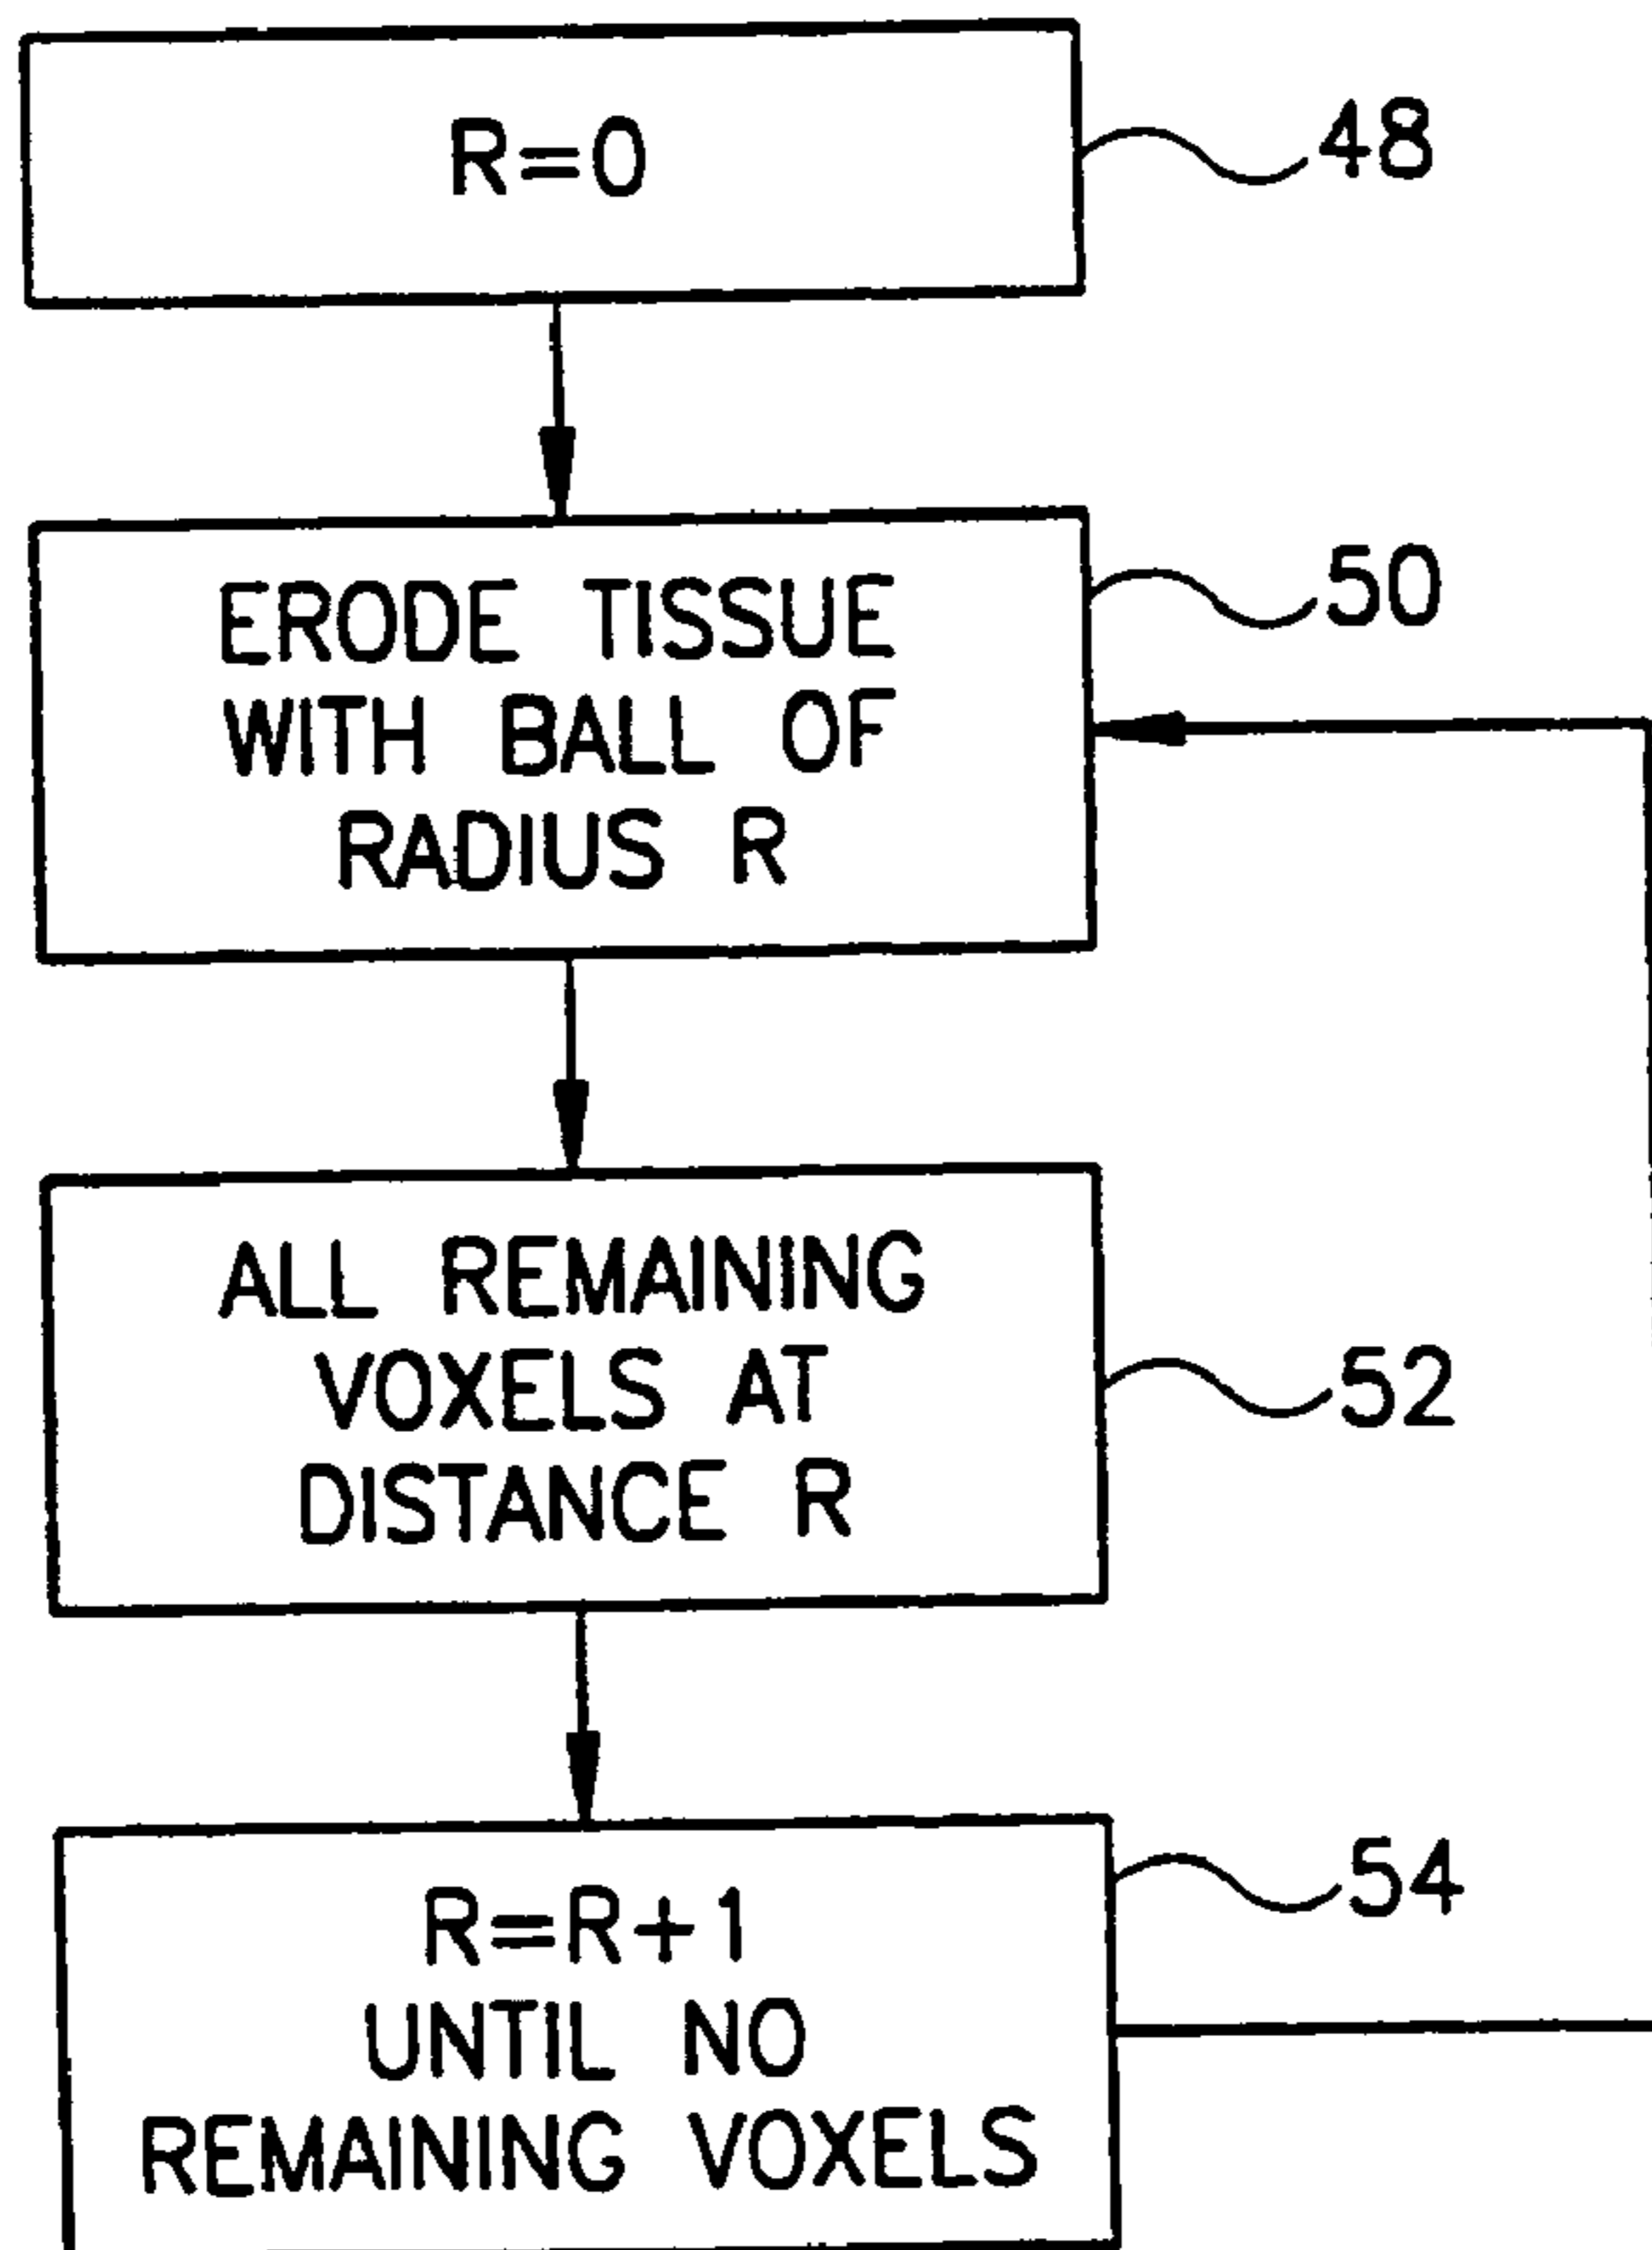 R=0
48
ERODE TISSUE
WITH BALL OF
RADIUS R
50
ALL REMAINING
VOXELS AT
DISTANCE R
52
R=R+1
UNTIL NO
REMAINING VOXELS
54